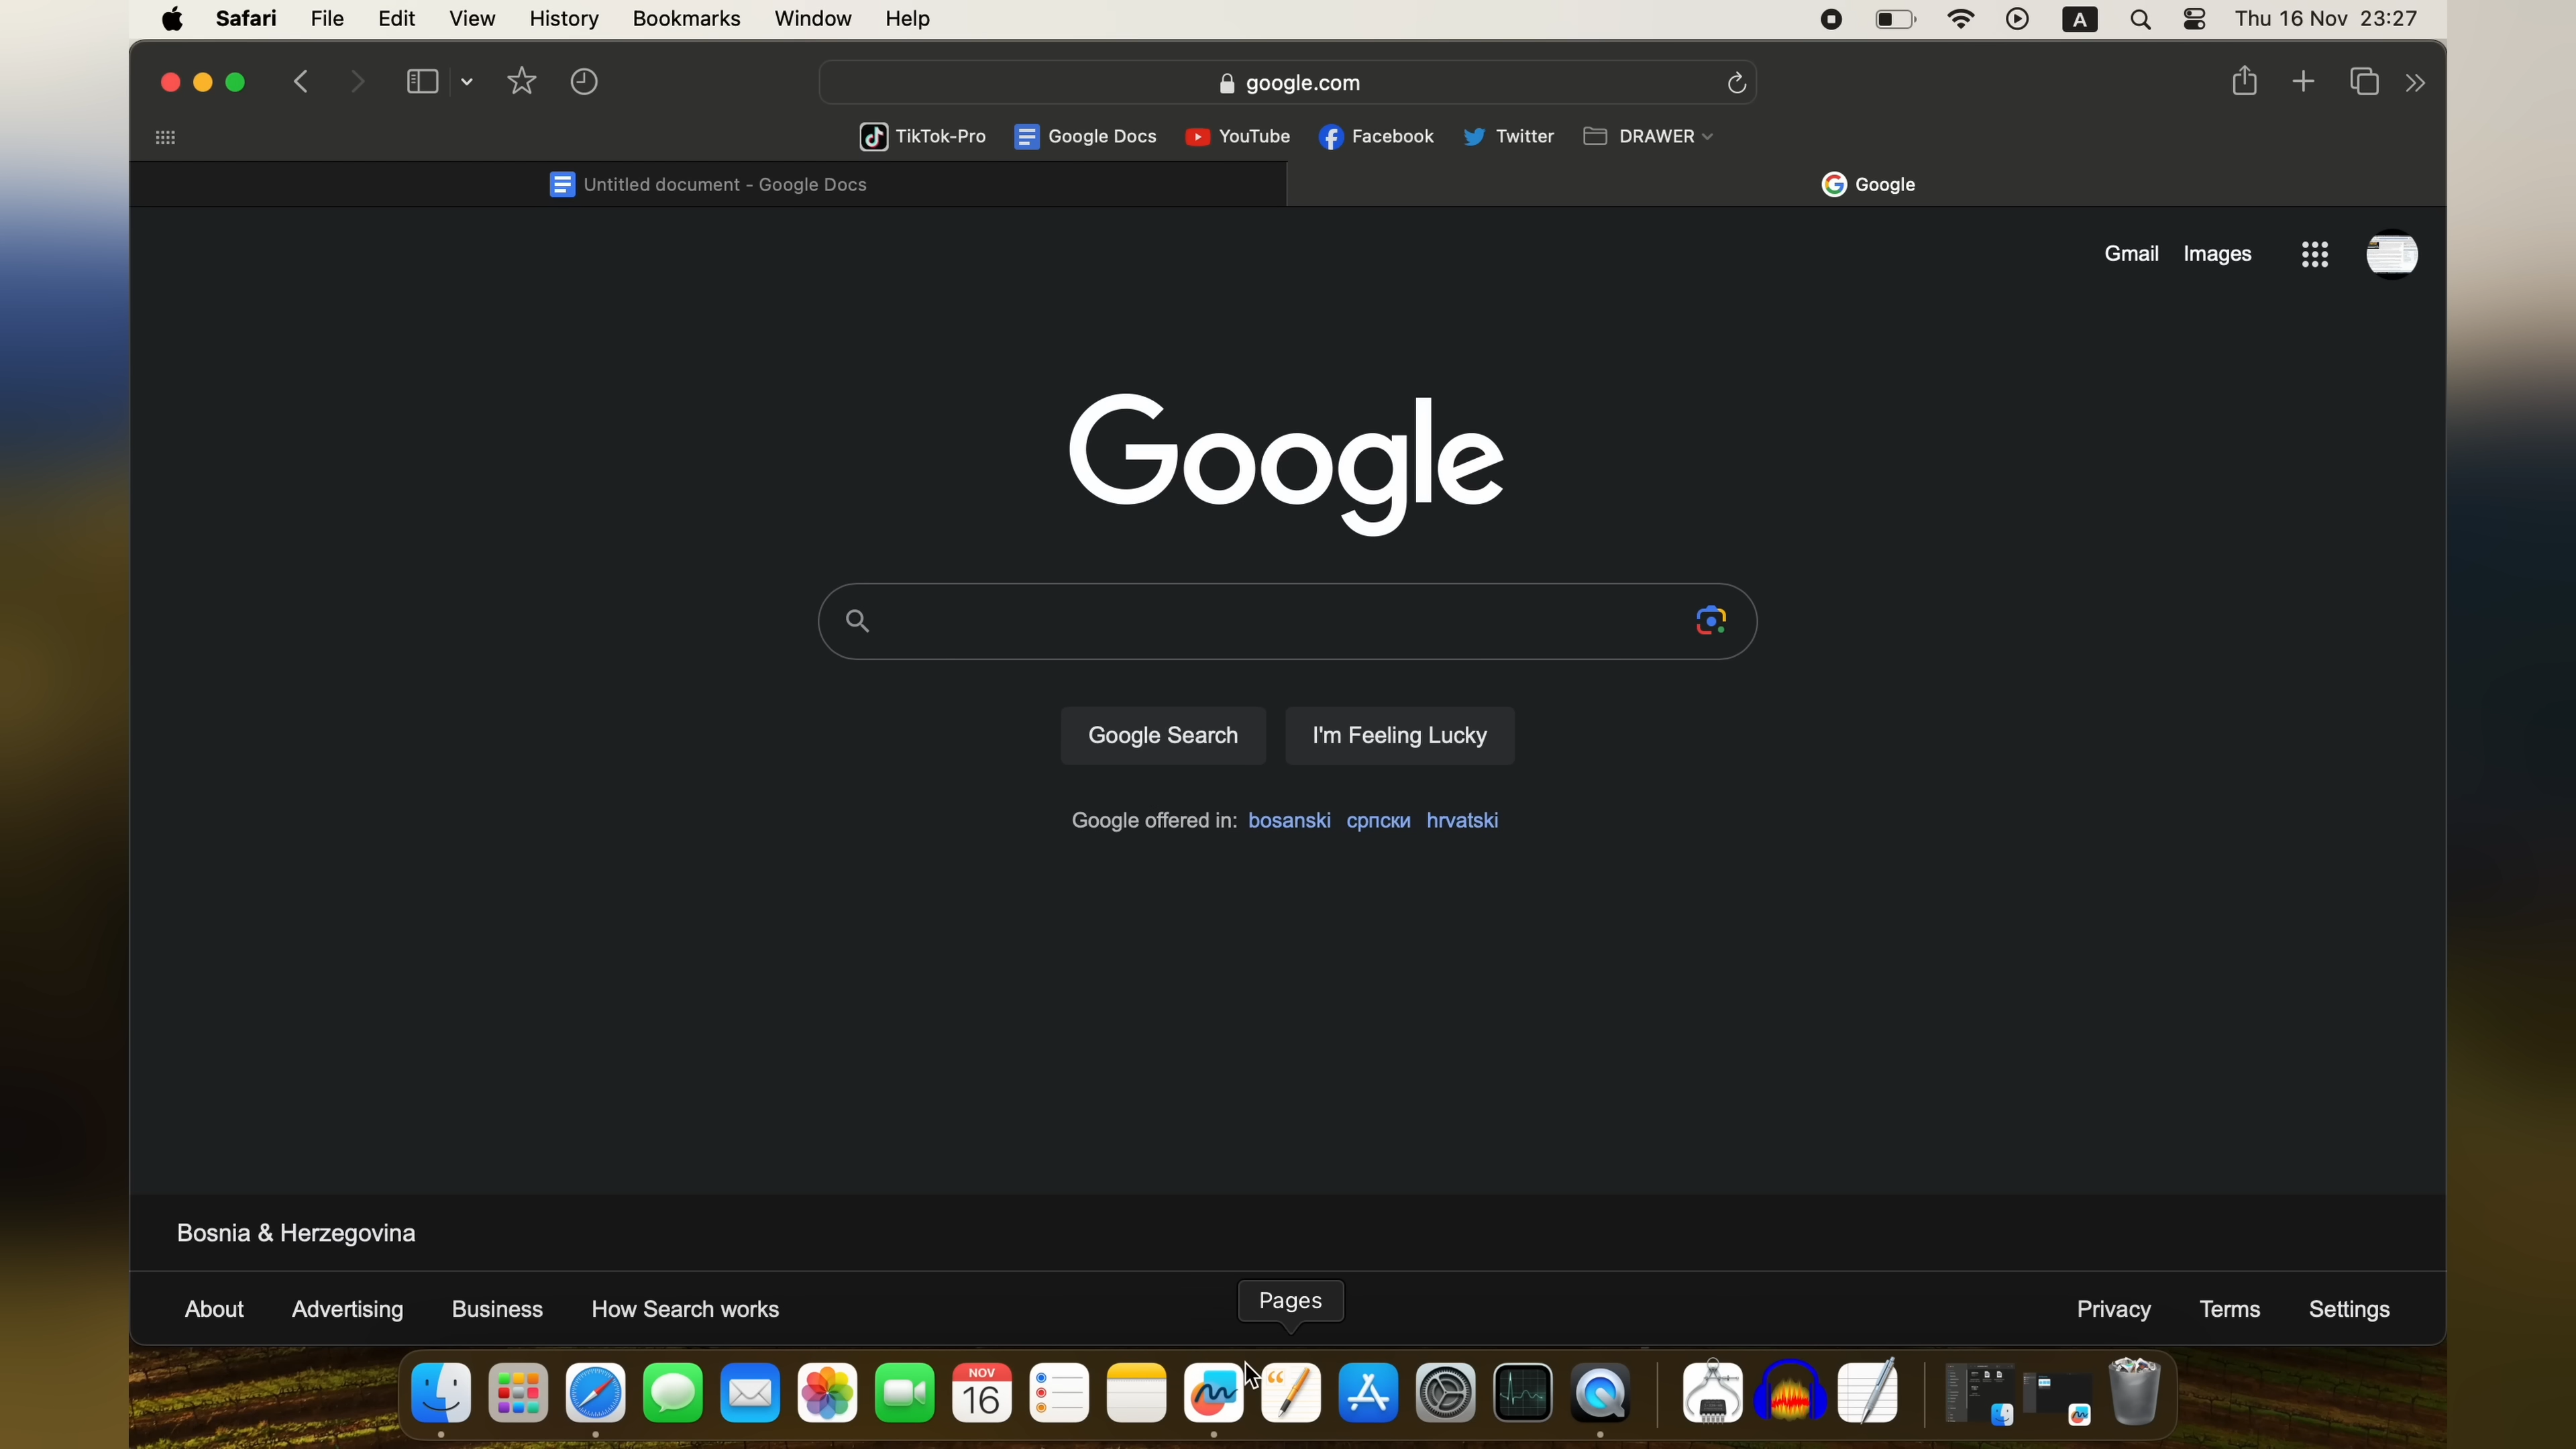 Safari File Edit View History Bookmarks Window Help A Thu 16 Nov 23:27
google.com
TikTok-Pro Google Docs YouTube Facebook Twitter DRAWER
Untitled document - Google Docs Google
Gmail Images
Google
Google Search I'm Feeling Lucky
Google offered in: bosanski српски hrvatski
Bosnia & Herzegovina
About Advertising Business How Search works Pages Privacy Terms Settings
NOV
16